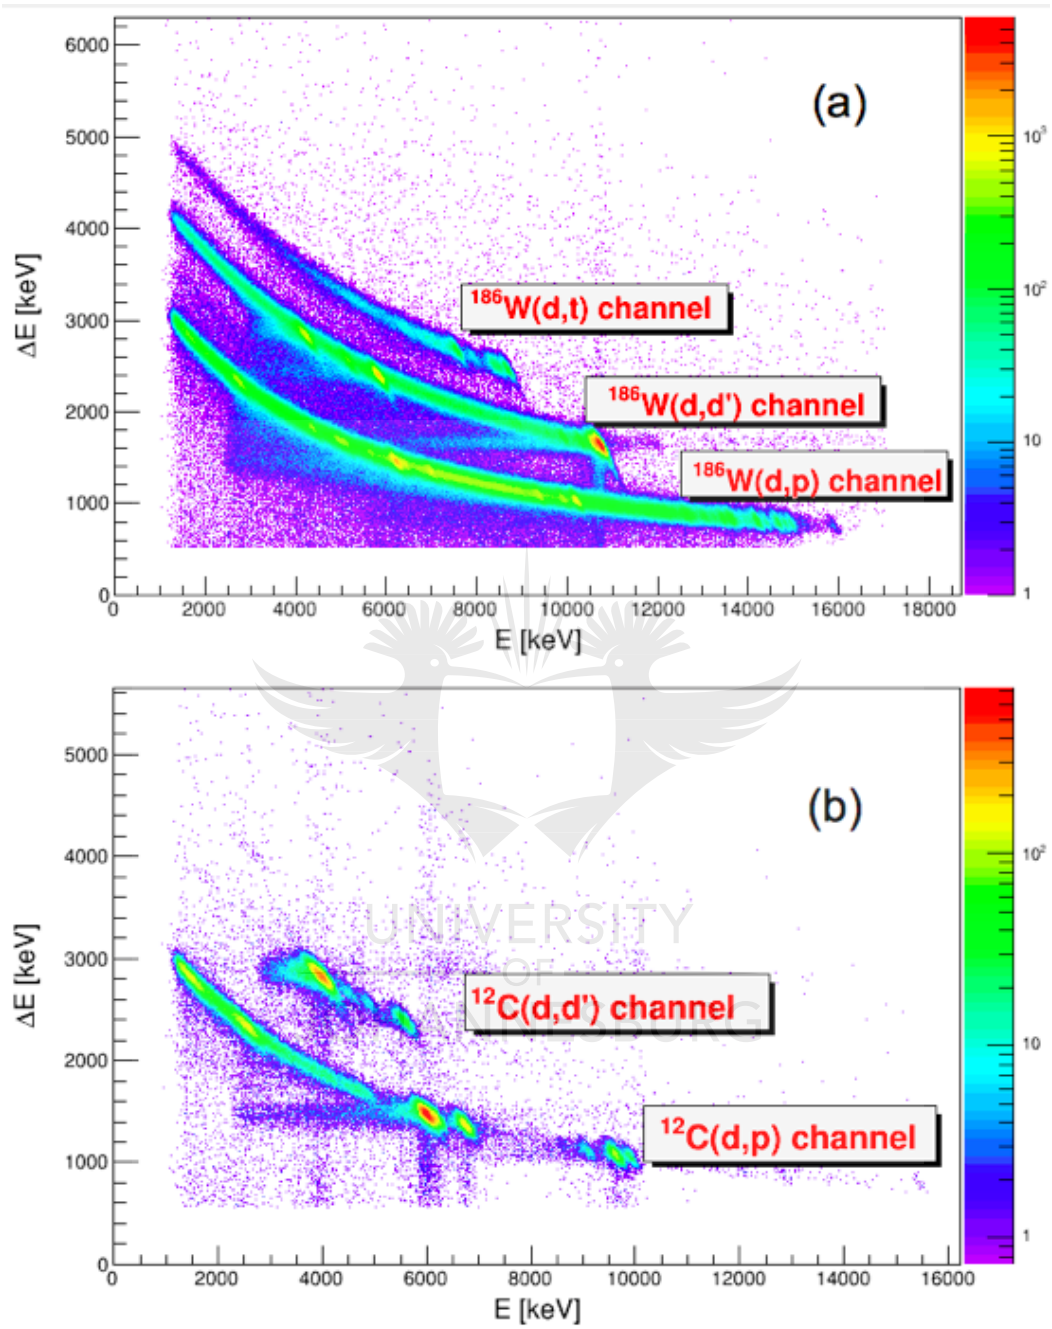 (a)
6000
5000
4000
3000
2000
1000
0
ΔE [keV]
¹⁸⁶W(d,t) channel
¹⁸⁶W(d,d') channel
¹⁸⁶W(d,p) channel
10³
10²
10
1
0 2000 4000 6000 8000 10000 12000 14000 16000 18000
E [keV]
(b)
5000
4000
3000
2000
1000
0
ΔE [keV]
UNIVERSITY
OF
¹²C(d,d') channel
NNESBURG
¹²C(d,p) channel
10²
10
1
0 2000 4000 6000 8000 10000 12000 14000 16000
E [keV]